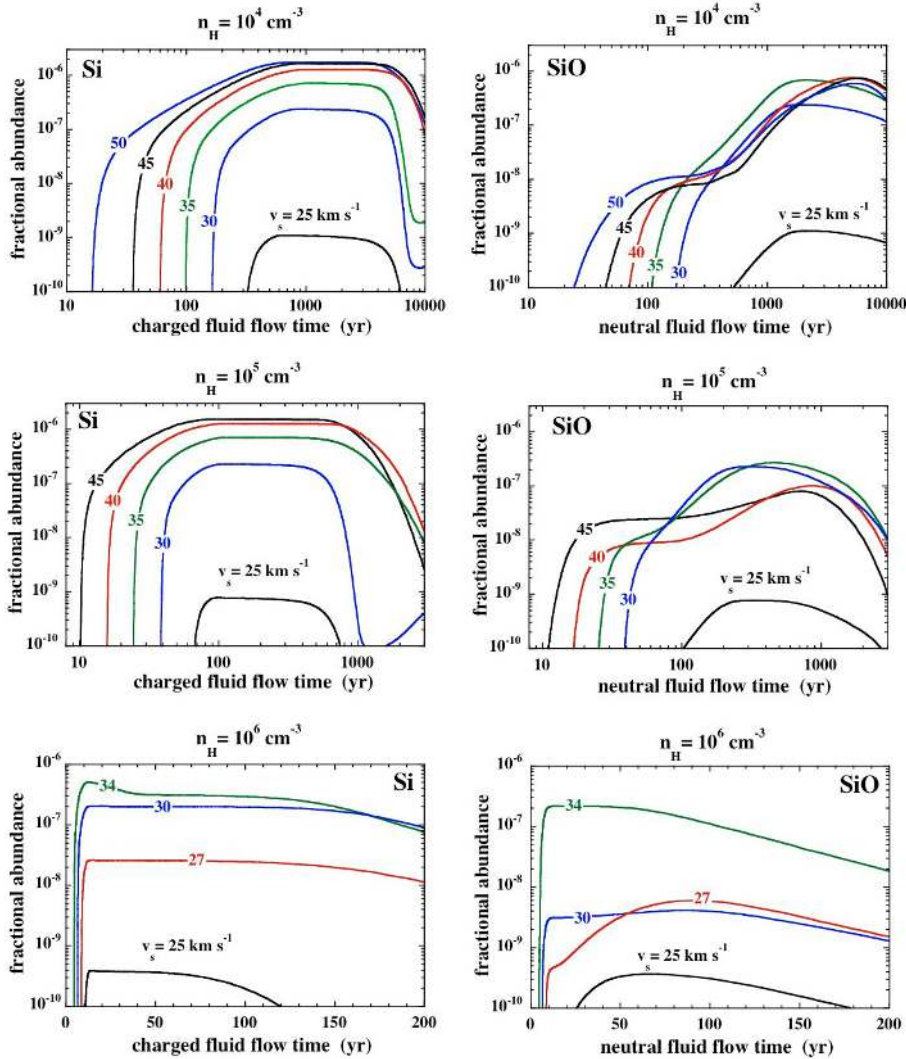 n_H = 10^4 cm^-3
n_H = 10^4 cm^-3
fractional abundance
Si
10^-6
10^-7
10^-8
10^-9
10^-10
50
45
40
35
30
v_s = 25 km s^-1
10
100
1000
10000
charged fluid flow time (yr)
fractional abundance
SiO
10^-6
10^-7
10^-8
10^-9
10^-10
50
45
40
35
30
v_s = 25 km s^-1
10
100
1000
10000
neutral fluid flow time (yr)
n_H = 10^5 cm^-3
n_H = 10^5 cm^-3
fractional abundance
Si
10^-6
10^-7
10^-8
10^-9
10^-10
45
40
35
30
v_s = 25 km s^-1
10
100
1000
charged fluid flow time (yr)
fractional abundance
SiO
10^-6
10^-7
10^-8
10^-9
10^-10
45
40
35
30
v_s = 25 km s^-1
10
100
1000
neutral fluid flow time (yr)
n_H = 10^6 cm^-3
n_H = 10^6 cm^-3
fractional abundance
Si
10^-6
10^-7
10^-8
10^-9
10^-10
34
30
27
v_s = 25 km s^-1
0
50
100
150
200
charged fluid flow time (yr)
fractional abundance
SiO
10^-6
10^-7
10^-8
10^-9
10^-10
34
27
30
v_s = 25 km s^-1
0
50
100
150
200
neutral fluid flow time (yr)